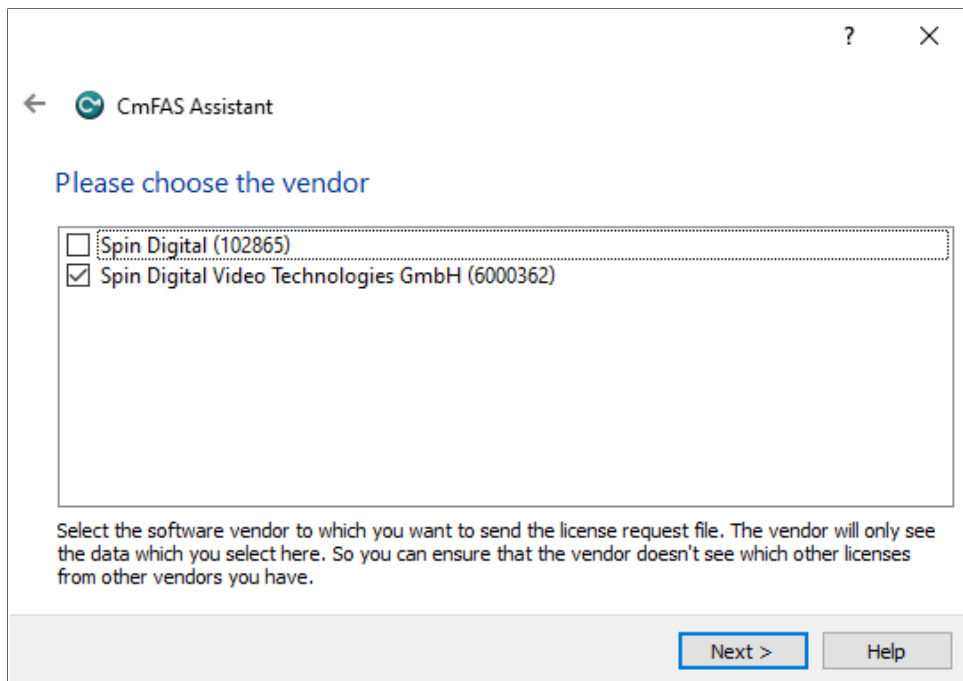 ?
CmFAS Assistant
Please choose the vendor
Spin Digital (102865)
Spin Digital Video Technologies GmbH (6000362)
Select the software vendor to which you want to send the license request file. The vendor will only see
the data which you select here. So you can ensure that the vendor doesn't see which other licenses
from other vendors you have.
Next >
Help